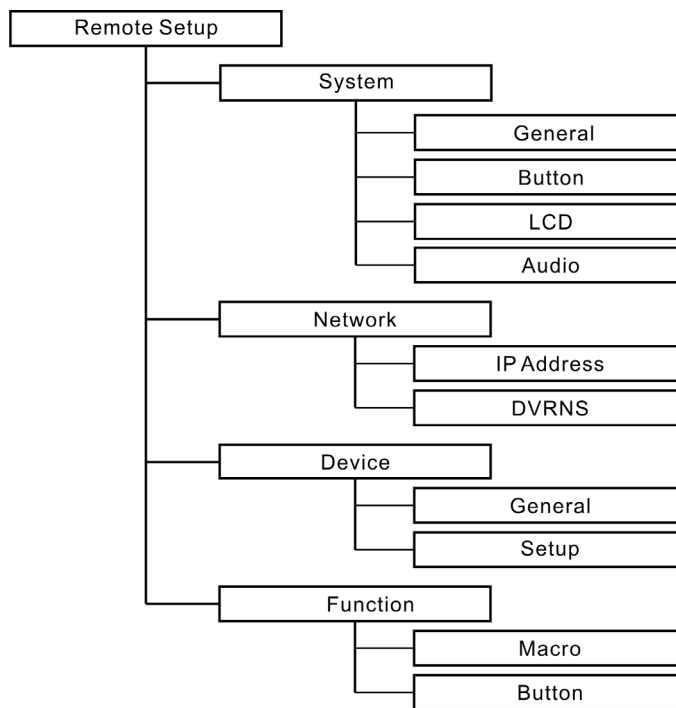 Remote Setup
System
General
Button
LCD
Audio
Network
IP Address
DVRNS
Device
General
Setup
Function
Macro
Button